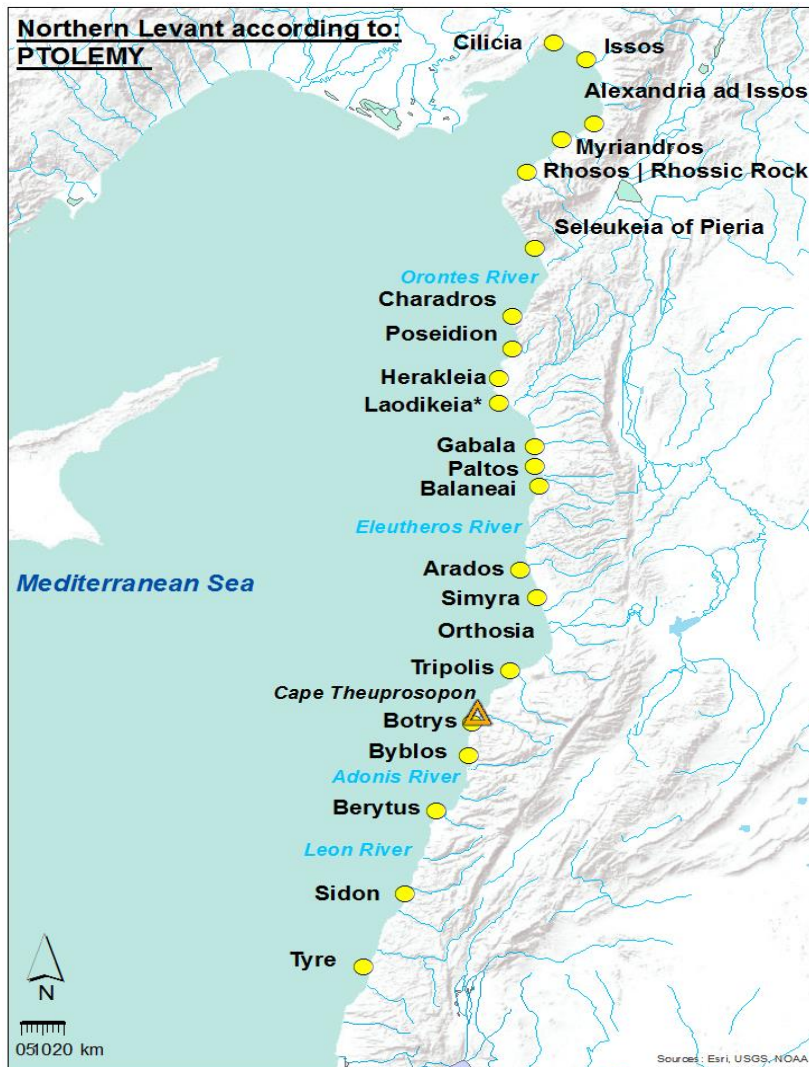 Northern Levant according to:
PTOLEMY
Cilicia
Issos
Alexandria ad Issos
Myriandros
Rhosos | Rhossic Rock
Seleukeia of Pieria
Orontes River
Charadros
Poseidion
Herakleia
Laodikeia*
Gabala
Paltos
Balaneai
Eleutheros River
Mediterranean Sea
Arados
Simyra
Orthosia
Tripolis
Cape Theuprosopon
Botrys
Byblos
Adonis River
Berytus
Leon River
Sidon
Tyre
N
051020 km
Sources: Esri, USGS, NOAA